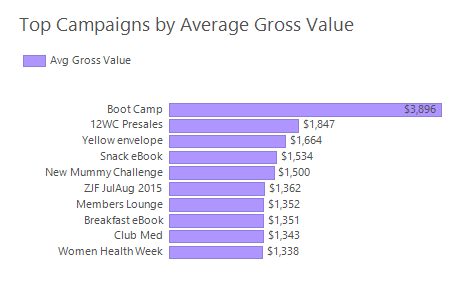 Top Campaigns by Average Gross Value
Avg Gross Value
Boot Camp $3,896
12WC Presales $1,847
Yellow envelope $1,664
Snack eBook $1,534
New Mummy Challenge $1,500
ZJF JulAug 2015 $1,362
Members Lounge $1,352
Breakfast eBook $1,351
Club Med $1,343
Women Health Week $1,338